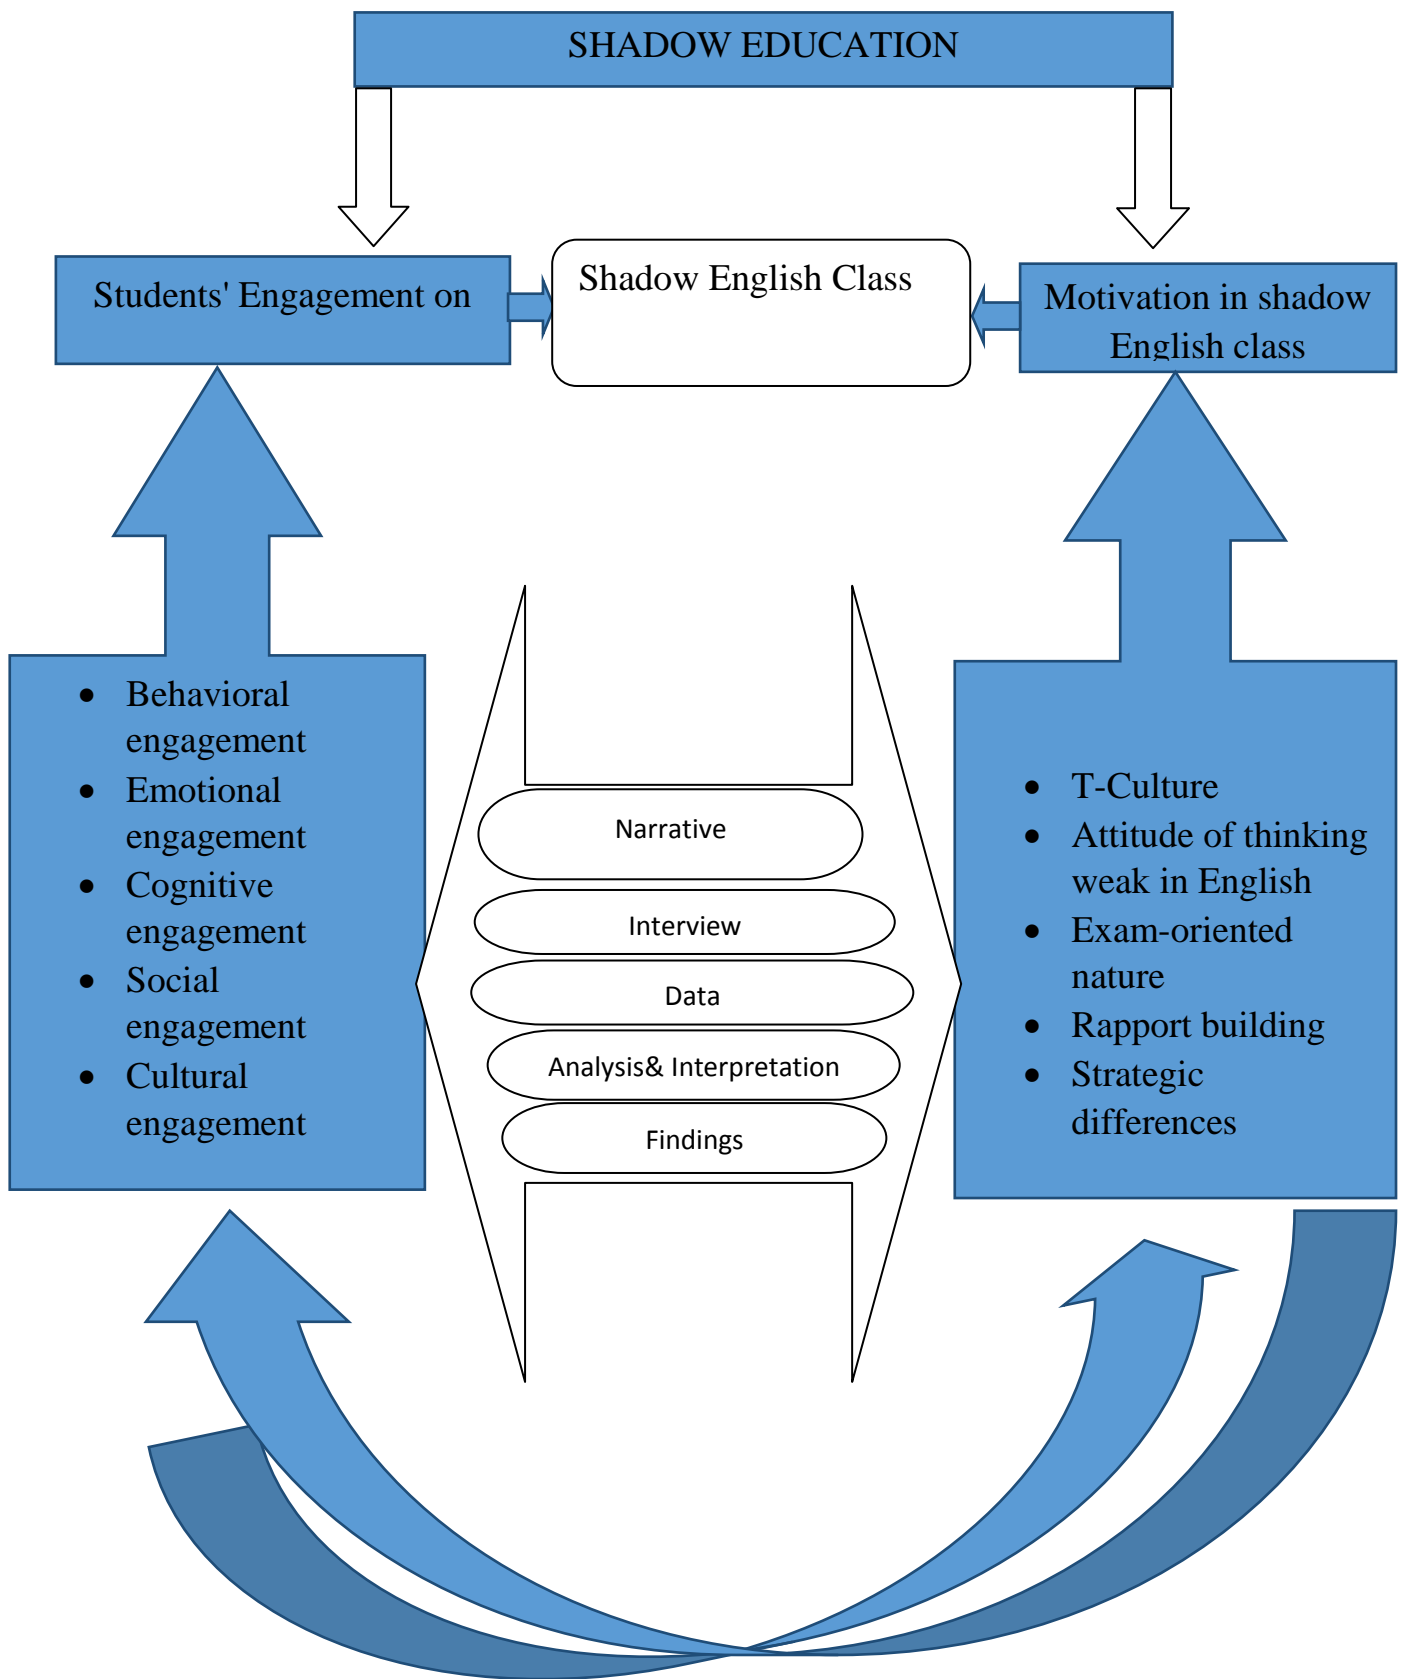 SHADOW EDUCATION
Students' Engagement on
Shadow English Class
Motivation in shadow
English class
• Behavioral
engagement
• Emotional
engagement
• Cognitive
engagement
• Social
engagement
• Cultural
engagement
Narrative
Interview
Data
Analysis& Interpretation
Findings
• T-Culture
• Attitude of thinking
weak in English
• Exam-oriented
nature
• Rapport building
• Strategic
differences